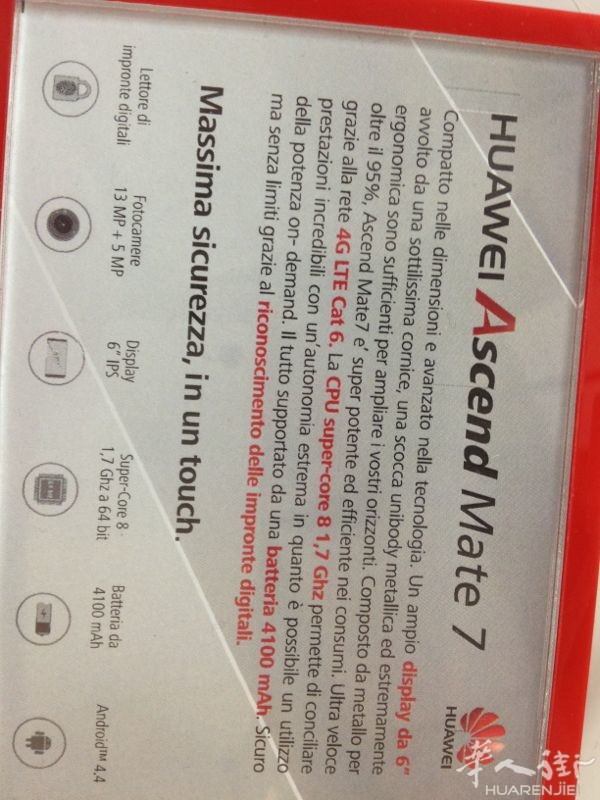 HUAWEI Ascend Mate 7
HUAWEI
Compatto nelle dimensioni e avanzato nella tecnologia. Un ampio display da 6"
avvolto da una sottilissima cornice, una scocca unibody metallica ed estremamente
ergonomica sono sufficienti per ampliare i vostri orizzonti. Composto da metallo per
oltre il 95%, Ascend Mate7 e' super potente ed efficiente nei consumi. Ultra veloce
grazie alla rete 4G LTE Cat 6. La CPU super-core 8 1,7 Ghz permette di conciliare
prestazioni incredibili con un'autonomia estrema in quanto è possibile un utilizzo
della potenza on- demand. Il tutto supportato da una batteria 4100 mAh. Sicuro
ma senza limiti grazie al riconoscimento delle impronte digitali.
Massima sicurezza, in un touch.
Lettore di
impronte digitali
Fotocamere
13 MP + 5 MP
Display
6" IPS
Super-Core 8
1,7 Ghz a 64 bit
Batteria da
4100 mAh
Android™ 4.4
华人街
HUARENJIE